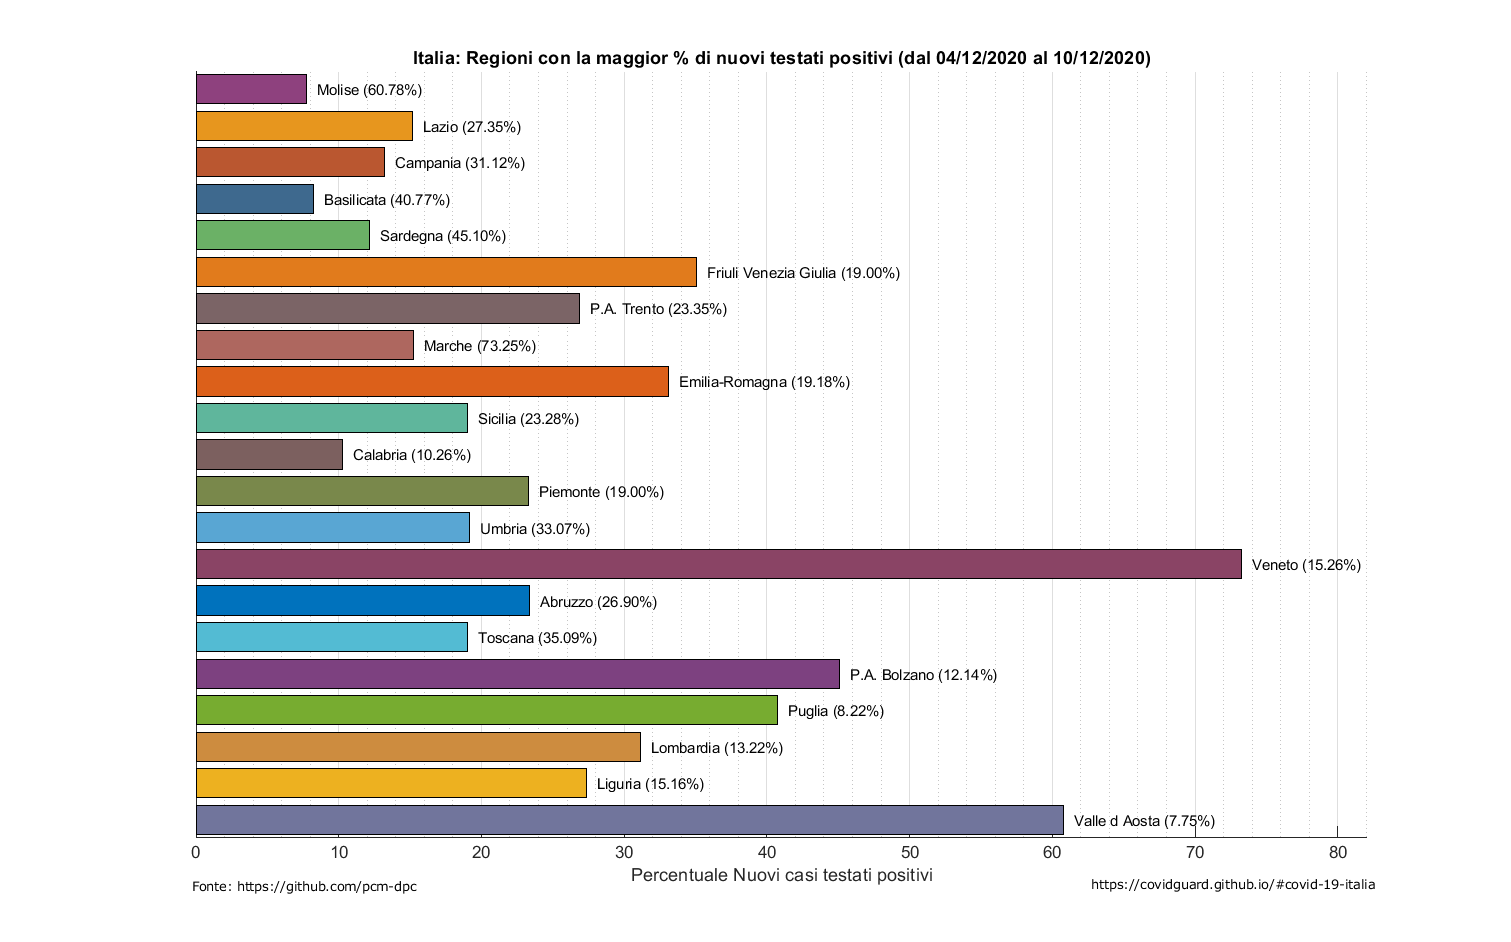 Italia: Regioni con la maggior % di nuovi testati positivi (dal 04/12/2020 al 10/12/2020)
Molise (60.78%)
Lazio (27.35%)
Campania (31.12%)
Basilicata (40.77%)
Sardegna (45.10%)
Friuli Venezia Giulia (19.00%)
P.A. Trento (23.35%)
Marche (73.25%)
Emilia-Romagna (19.18%)
Sicilia (23.28%)
Calabria (10.26%)
Piemonte (19.00%)
Umbria (33.07%)
Veneto (15.26%)
Abruzzo (26.90%)
Toscana (35.09%)
P.A. Bolzano (12.14%)
Puglia (8.22%)
Lombardia (13.22%)
Liguria (15.16%)
Valle d Aosta (7.75%)
0 10 20 30 40 50 60 70 80
Percentuale Nuovi casi testati positivi
Fonte: https://github.com/pcm-dpc
https://covidguard.github.io/#covid-19-italia